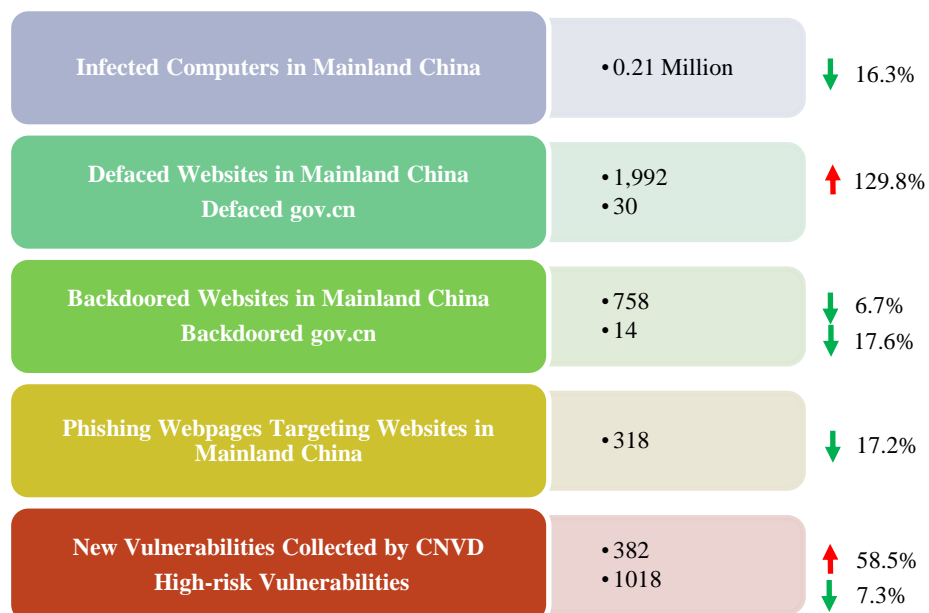 Infected Computers in Mainland China
•0.21 Million
16.3%
Defaced Websites in Mainland China
Defaced gov.cn
•1,992
•30
129.8%
Backdoored Websites in Mainland China
Backdoored gov.cn
•758
•14
6.7%
17.6%
Phishing Webpages Targeting Websites in
Mainland China
•318
17.2%
New Vulnerabilities Collected by CNVD
High-risk Vulnerabilities
•382
•1018
58.5%
7.3%